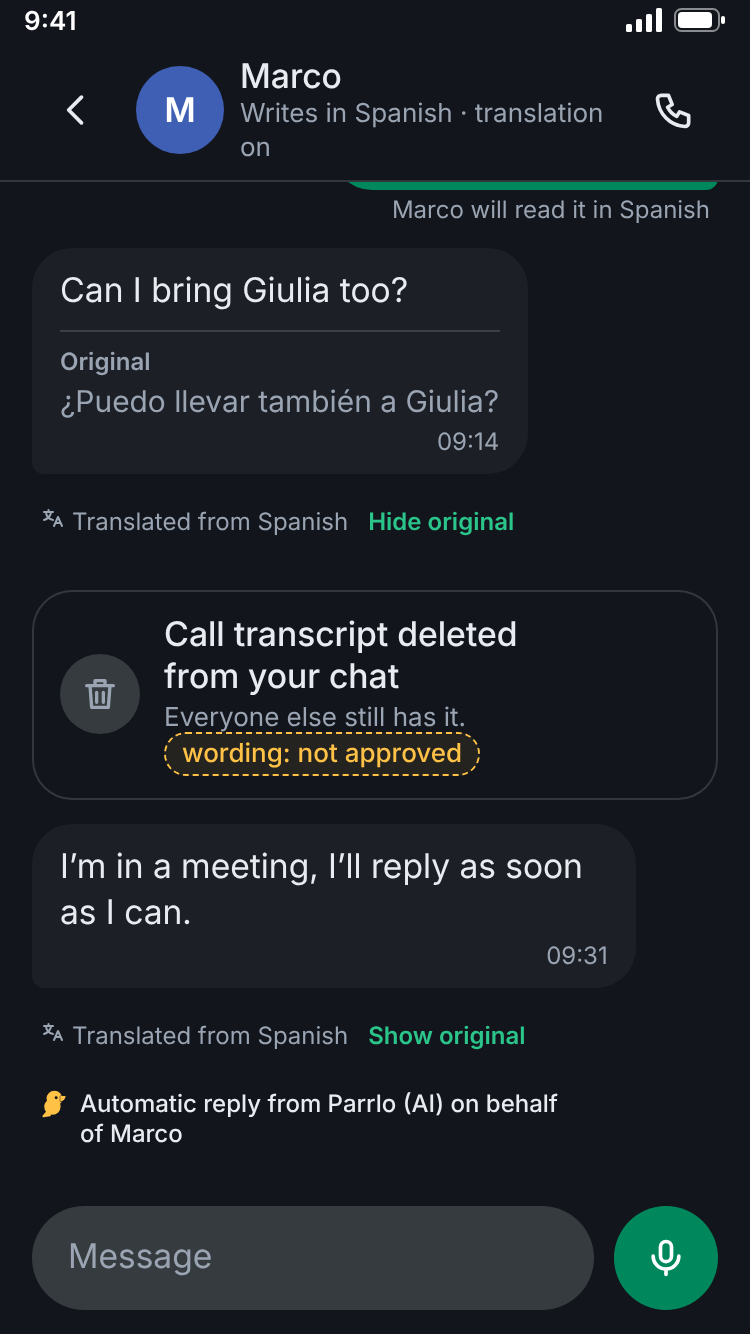 9:41
M
Marco
Writes in Spanish · translation
on
Marco will read it in Spanish
Can I bring Giulia too?
Original
¿Puedo llevar también a Giulia?
09:14
Translated from Spanish Hide original
Call transcript deleted
from your chat
Everyone else still has it.
wording: not approved
I’m in a meeting, I’ll reply as soon
as I can.
09:31
Translated from Spanish Show original
Automatic reply from Parrlo (AI) on behalf
of Marco
Message